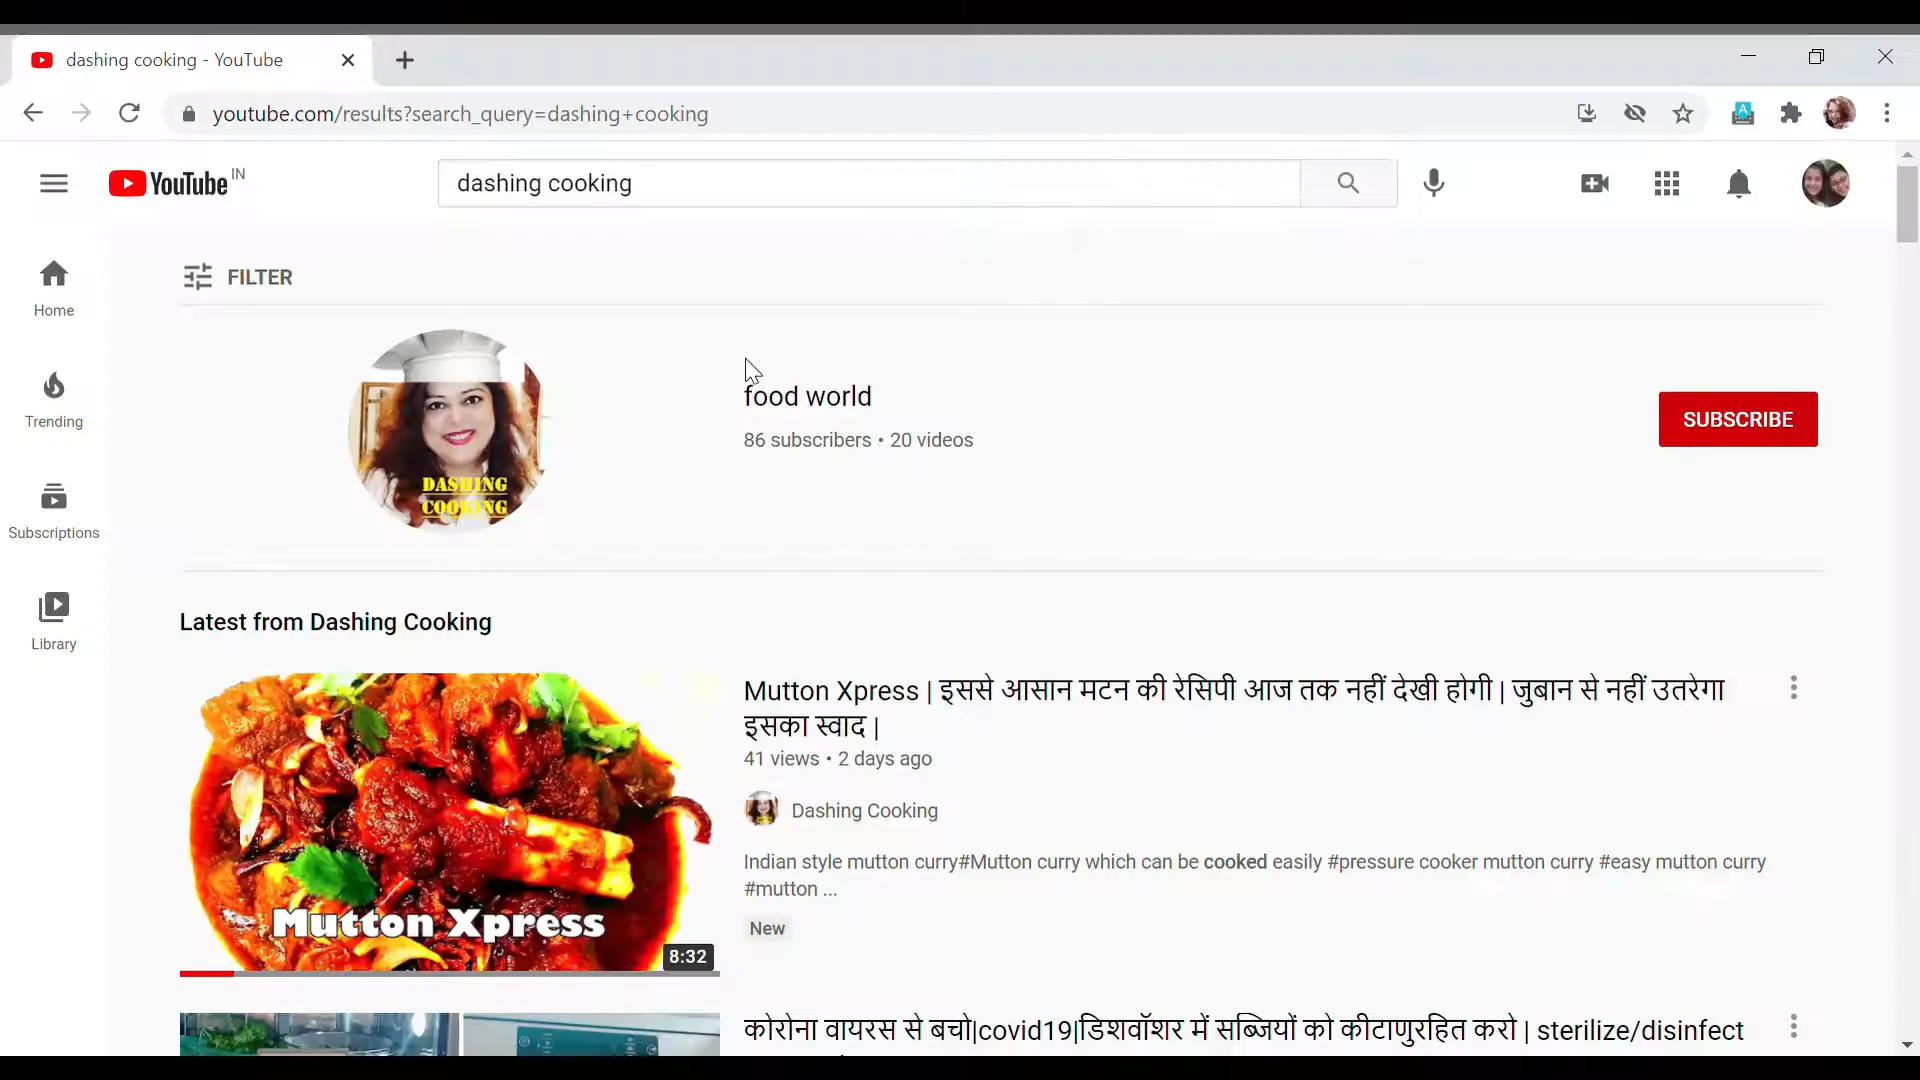 dashing cooking - YouTube
youtube.com/results?search_query=dashing+cooking
YouTube IN
dashing cooking
FILTER
Home
Trending
Subscriptions
Library
DASHING
COOKING
food world
86 subscribers • 20 videos
SUBSCRIBE
Latest from Dashing Cooking
Mutton Xpress
8:32
Mutton Xpress | इससे आसान मटन की रेसिपी आज तक नहीं देखी होगी | जुबान से नहीं उतरेगा
इसका स्वाद |
41 views • 2 days ago
Dashing Cooking
Indian style mutton curry#Mutton curry which can be cooked easily #pressure cooker mutton curry #easy mutton curry
#mutton ...
New
कोरोना वायरस से बचो|covid19|डिशवॉशर में सब्जियों को कीटाणुरहित करो | sterilize/disinfect